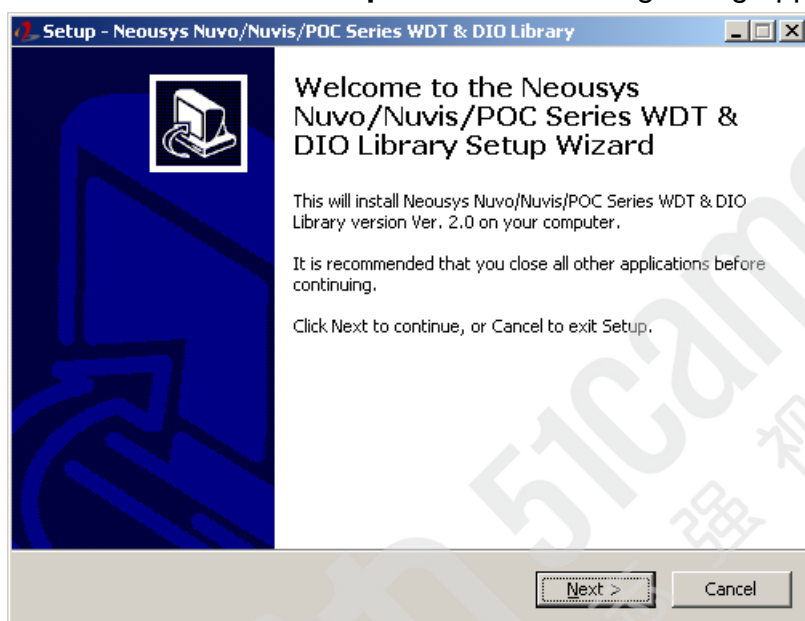 Setup - Neousys Nuvo/Nuvis/POC Series WDT & DIO Library
Welcome to the Neousys
Nuvo/Nuvis/POC Series WDT &
DIO Library Setup Wizard
This will install Neousys Nuvo/Nuvis/POC Series WDT & DIO
Library version Ver. 2.0 on your computer.
It is recommended that you close all other applications before
continuing.
Click Next to continue, or Cancel to exit Setup.
Next >
Cancel